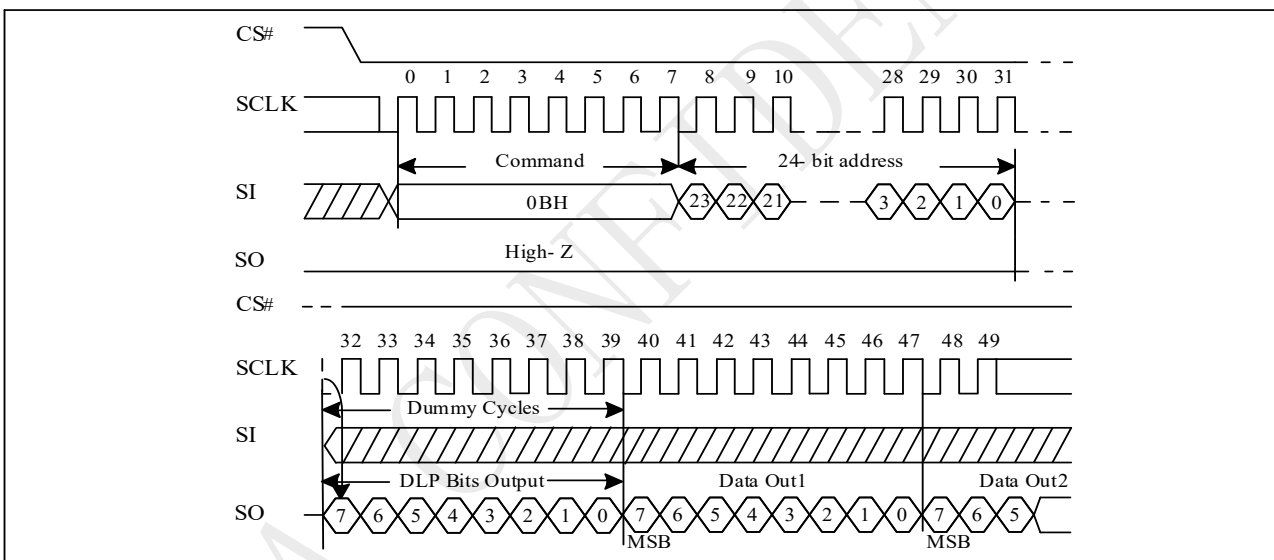 CS#
0 1 2 3 4 5 6 7 8 9 10 28 29 30 31
SCLK
Command 24- bit address
SI
0BH 23 22 21 3 2 1 0
SO High- Z
CS#
32 33 34 35 36 37 38 39 40 41 42 43 44 45 46 47 48 49
SCLK
Dummy Cycles
SI
DLP Bits Output Data Out1 Data Out2
SO 7 6 5 4 3 2 1 0 7 6 5 4 3 2 1 0 7 6 5
MSB MSB